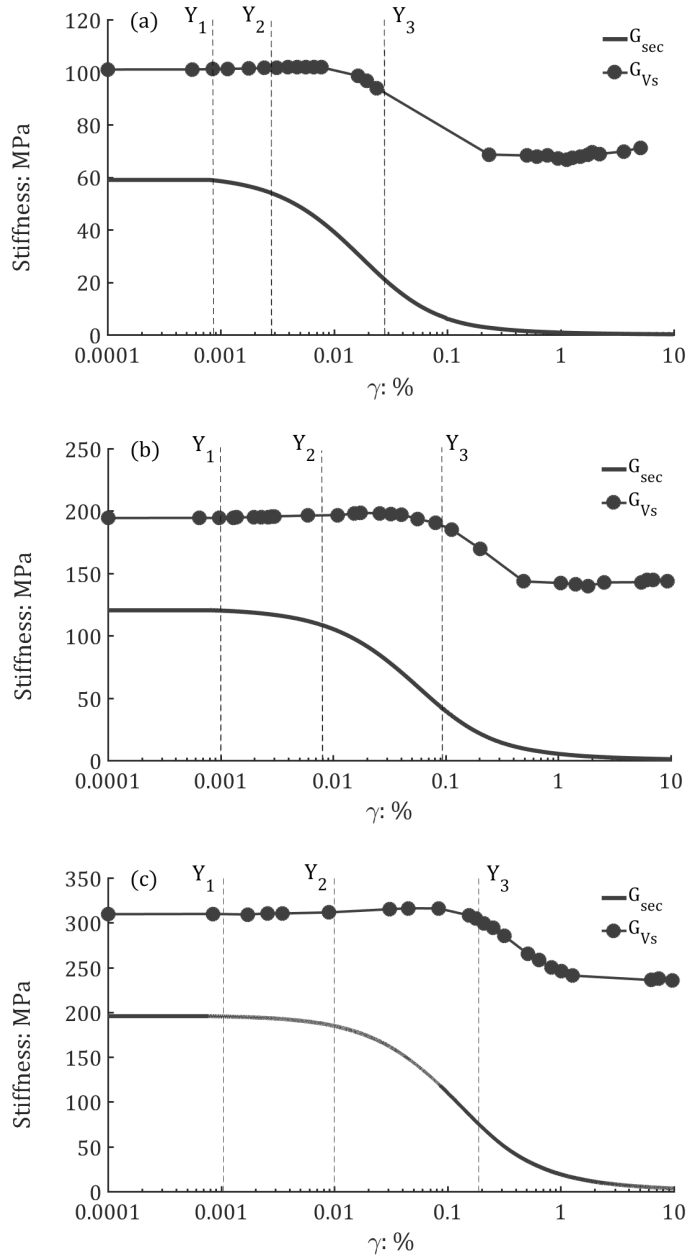 (a)
Y1 Y2 Y3
120
100
80
60
40
20
0
Stiffness: MPa
Gsec
GVs
0.0001 0.001 0.01 0.1 1 10
γ: %
(b)
Y1 Y2 Y3
250
200
150
100
50
0
Stiffness: MPa
Gsec
GVs
0.0001 0.001 0.01 0.1 1 10
γ: %
(c)
Y1 Y2 Y3
350
300
250
200
150
100
50
0
Stiffness: MPa
Gsec
GVs
0.0001 0.001 0.01 0.1 1 10
γ: %